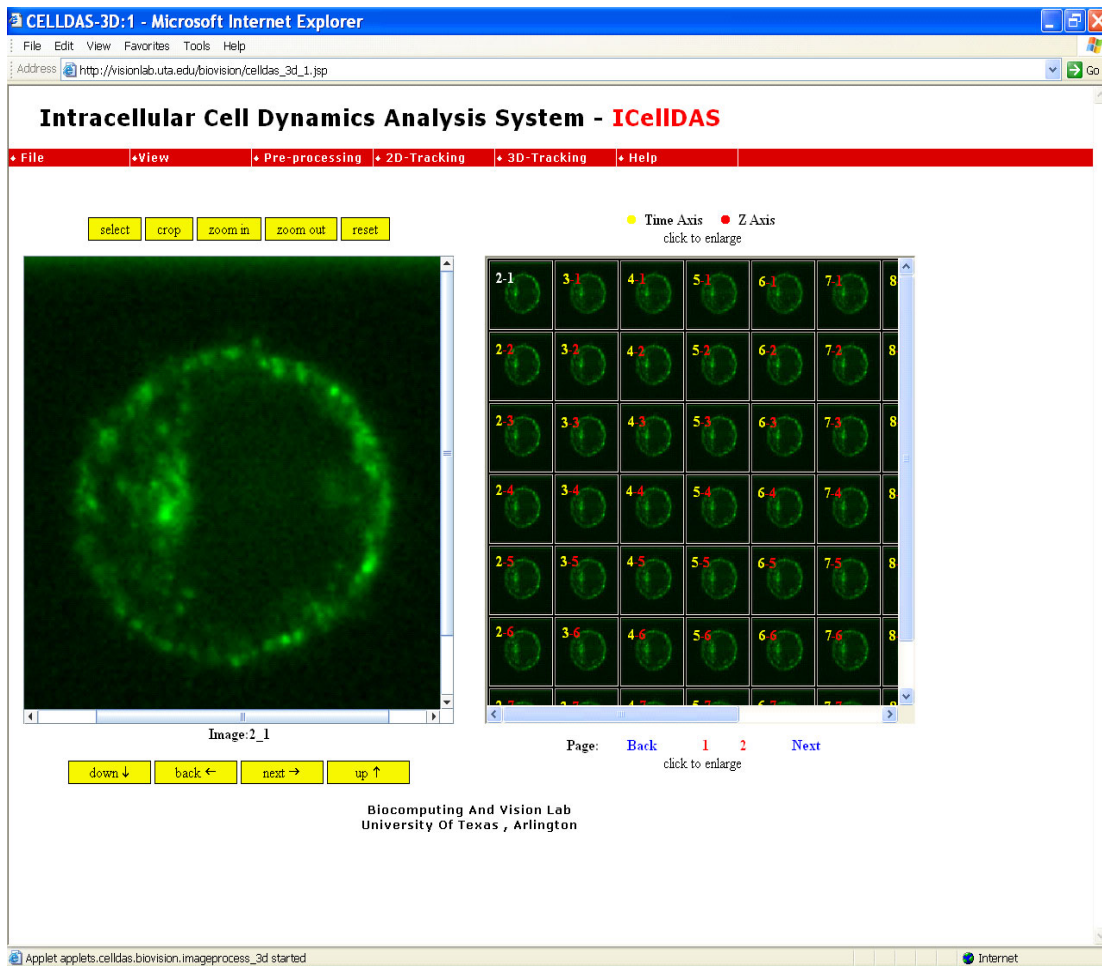 CELLDAS-3D:1 - Microsoft Internet Explorer
File Edit View Favorites Tools Help
Address http://visionlab.uta.edu/biovision/celldas_3d_1.jsp Go
Intracellular Cell Dynamics Analysis System - ICellDAS
File View Pre-processing 2D-Tracking 3D-Tracking Help
Time Axis Z Axis
click to enlarge
select crop zoom in zoom out reset
2-1 3-1 4-1 5-1 6-1 7-1 8
2-2 3-2 4-2 5-2 6-2 7-2 8
2-3 3-3 4-3 5-3 6-3 7-3 8
2-4 3-4 4-4 5-4 6-4 7-4 8
2-5 3-5 4-5 5-5 6-5 7-5 8
2-6 3-6 4-6 5-6 6-6 7-6 8
Image:2_1
Page: Back 1 2 Next
click to enlarge
down ↓ back ← next → up ↑
Biocomputing And Vision Lab
University Of Texas , Arlington
Applet applets.celldas.biovision.imageprocess_3d started Internet